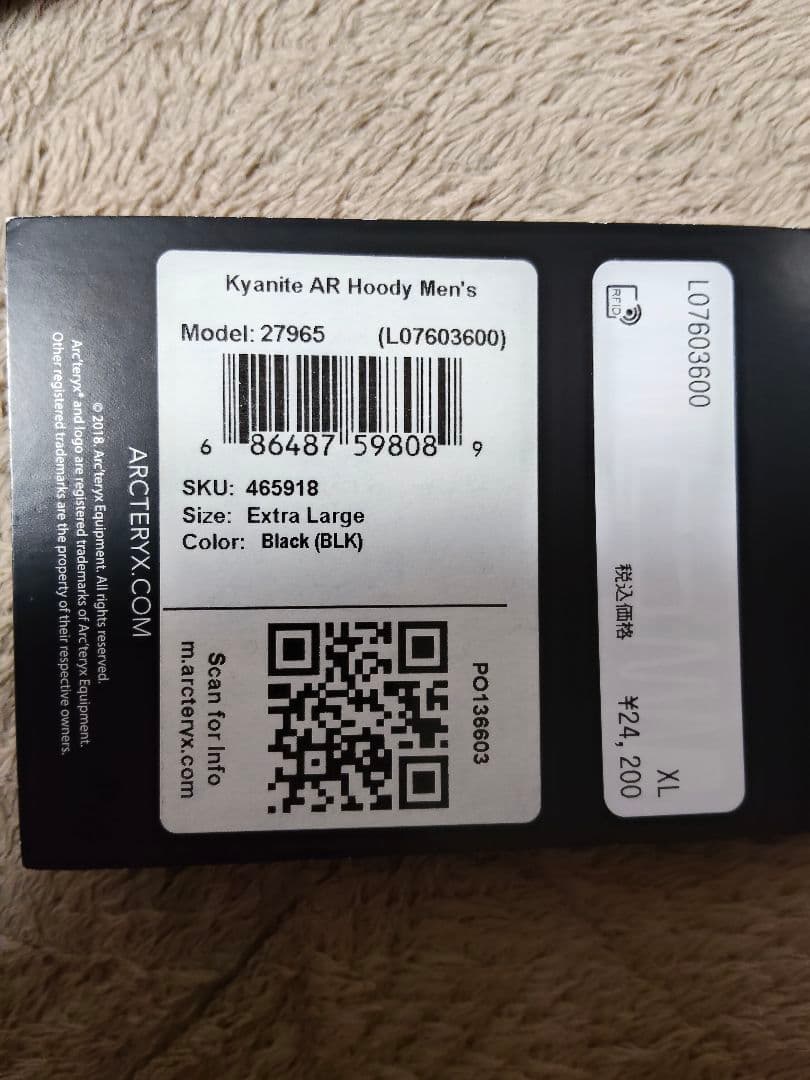 Kyanite AR Hoody Men's
Model: 27965 (L07603600)
6 86487 59808 9
SKU: 465918
Size: Extra Large
Color: Black (BLK)
PO136603
Scan for Info
m.arcteryx.com
ARCTERYX.COM
© 2018. Arc'teryx Equipment. All rights reserved.
Arc'teryx® and logo are registered trademarks of Arc'teryx Equipment.
Other registered trademarks are the property of their respective owners.
L07603600
RFID
XL
税込価格 ¥24,200